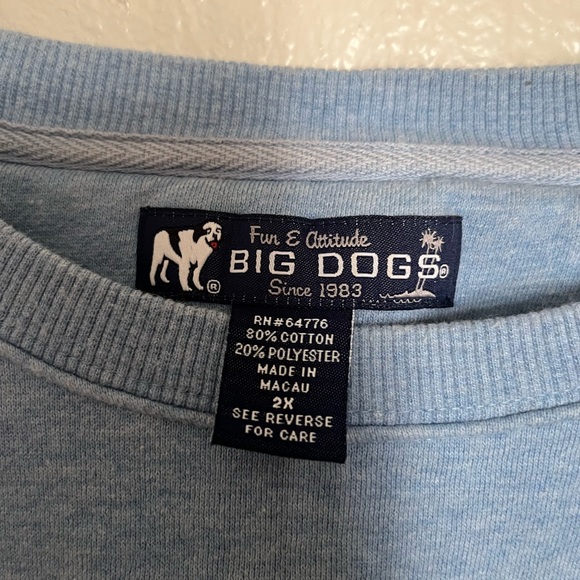 Fun & Attitude
BIG DOGS®
Since 1983
®
RN#64776
80% COTTON
20% POLYESTER
MADE IN
MACAU
2X
SEE REVERSE
FOR CARE